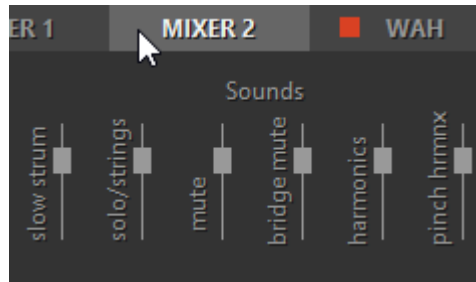 ER 1
MIXER 2
WAH
Sounds
slow strum
solo/strings
mute
bridge mute
harmonics
pinch hrmnx